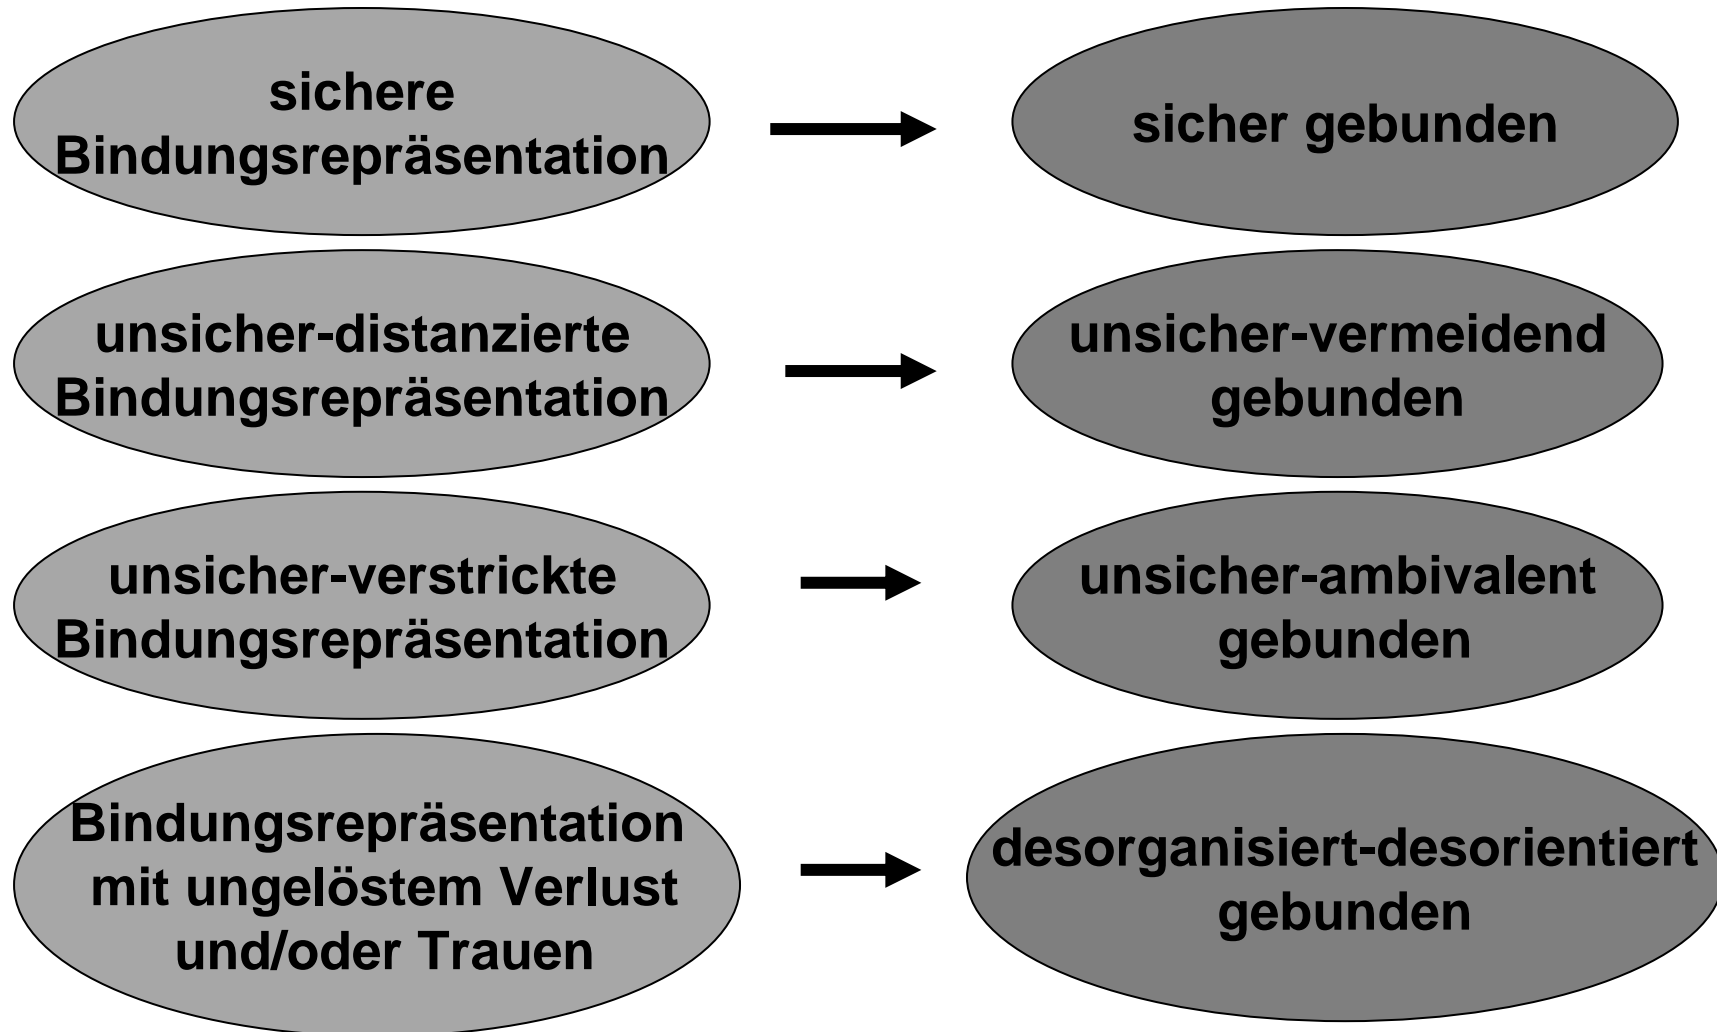 sichere
Bindungsrepräsentation
sicher gebunden
unsicher-distanzierte
Bindungsrepräsentation
unsicher-vermeidend
gebunden
unsicher-verstrickte
Bindungsrepräsentation
unsicher-ambivalent
gebunden
Bindungsrepräsentation
mit ungelöstem Verlust
und/oder Trauen
desorganisiert-desorientiert
gebunden